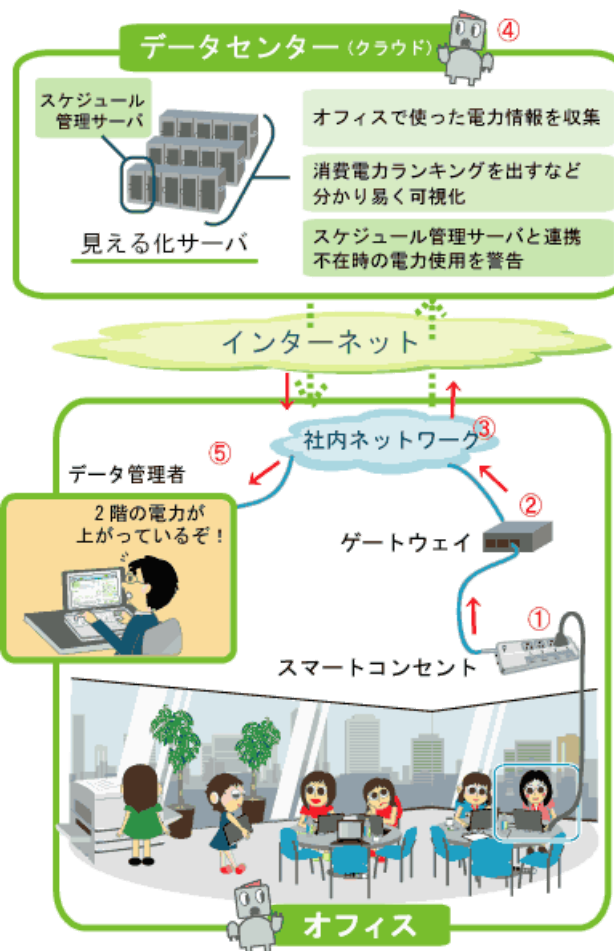 ④
データセンター(クラウド)
スケジュール
管理サーバ
見える化サーバ
オフィスで使った電力情報を収集
消費電力ランキングを出すなど
分かり易く可視化
スケジュール管理サーバと連携
不在時の電力使用を警告
インターネット
社内ネットワーク
③
⑤
データ管理者
2階の電力が
上がっているぞ!
②
ゲートウェイ
①
スマートコンセント
オフィス